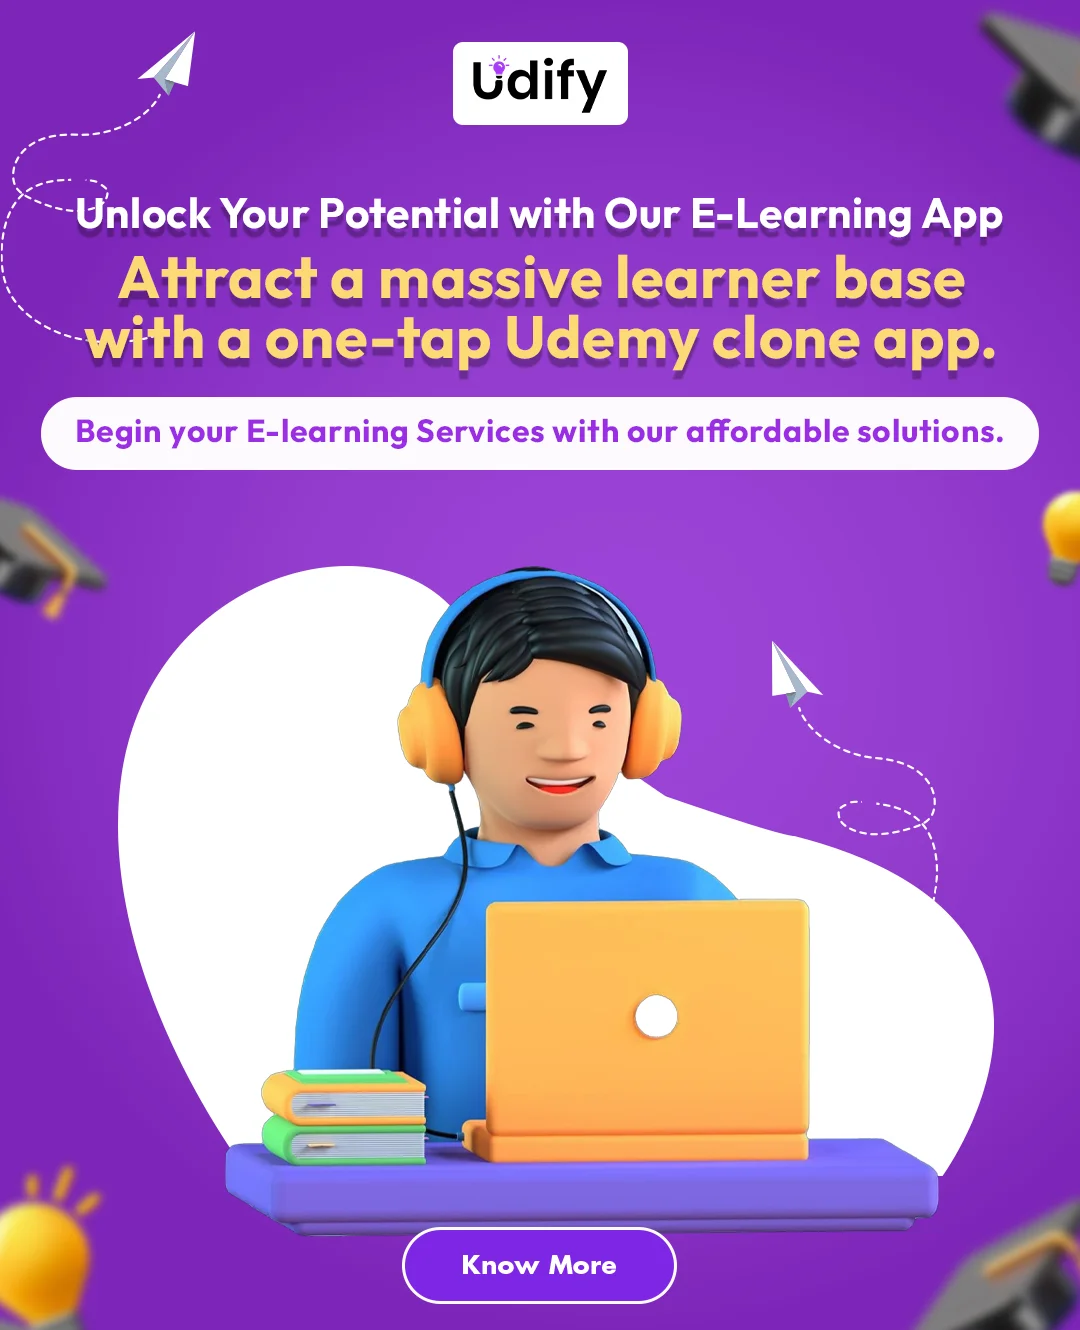 Udify
Unlock Your Potential with Our E-Learning App
Attract a massive learner base
with a one-tap Udemy clone app.
Begin your E-learning Services with our affordable solutions.
Know More